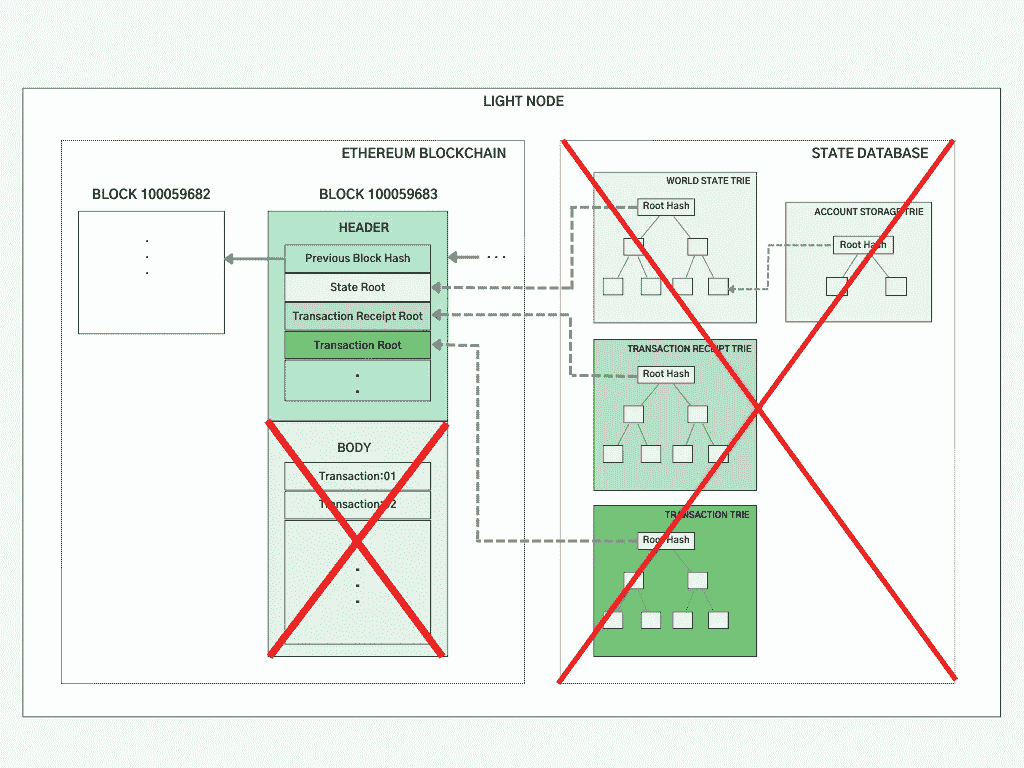 LIGHT NODE
ETHEREUM BLOCKCHAIN
BLOCK 100059682
BLOCK 100059683
HEADER
Previous Block Hash
State Root
Transaction Receipt Root
Transaction Root
BODY
Transaction:01
Transaction:02
STATE DATABASE
WORLD STATE TRIE
Root Hash
ACCOUNT STORAGE TRIE
Root Hash
TRANSACTION RECEIPT TRIE
Root Hash
TRANSACTION TRIE
Root Hash